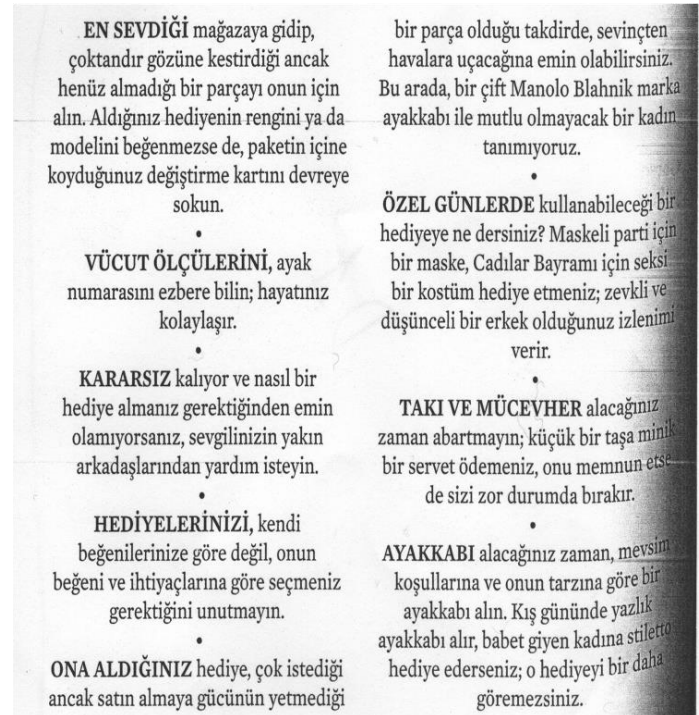 EN SEVDİĞİ mağazaya gidip,
çoktandır gözüne kestirdiği ancak
henüz almadığı bir parçayı onun için
alın. Aldığınız hediyenin rengini ya da
modelini beğenmezse de, paketin içine
koyduğunuz değiştirme kartını devreye
sokun.
•
VÜCUT ÖLÇÜLERİNİ, ayak
numarasını ezbere bilin; hayatınız
kolaylaşır.
•
KARARSIZ kalıyor ve nasıl bir
hediye almanız gerektiğinden emin
olamıyorsanız, sevgilinizin yakın
arkadaşlarından yardım isteyin.
•
HEDİYELERİNİZİ, kendi
beğenilerinize göre değil, onun
beğeni ve ihtiyaçlarına göre seçmeniz
gerektiğini unutmayın.
•
ONA ALDIĞINIZ hediye, çok istediği
ancak satın almaya gücünün yetmediği
bir parça olduğu takdirde, sevinçten
havalara uçacağına emin olabilirsiniz.
Bu arada, bir çift Manolo Blahnik marka
ayakkabı ile mutlu olmayacak bir kadın
tanımıyoruz.
•
ÖZEL GÜNLERDE kullanabileceği bir
hediyeye ne dersiniz? Maskeli parti için
bir maske, Cadılar Bayramı için seksi
bir kostüm hediye etmeniz; zevkli ve
düşünceli bir erkek olduğunuz izlenimi
verir.
•
TAKI VE MÜCEVHER alacağınız
zaman abartmayın; küçük bir taşa minik
bir servet ödemeniz, onu memnun etse
de sizi zor durumda bırakır.
•
AYAKKABI alacağınız zaman, mevsim
koşullarına ve onun tarzına göre bir
ayakkabı alın. Kış gününde yazlık
ayakkabı alır, babet giyen kadına stiletto
hediye ederseniz; o hediyeyi bir daha
göremezsiniz.